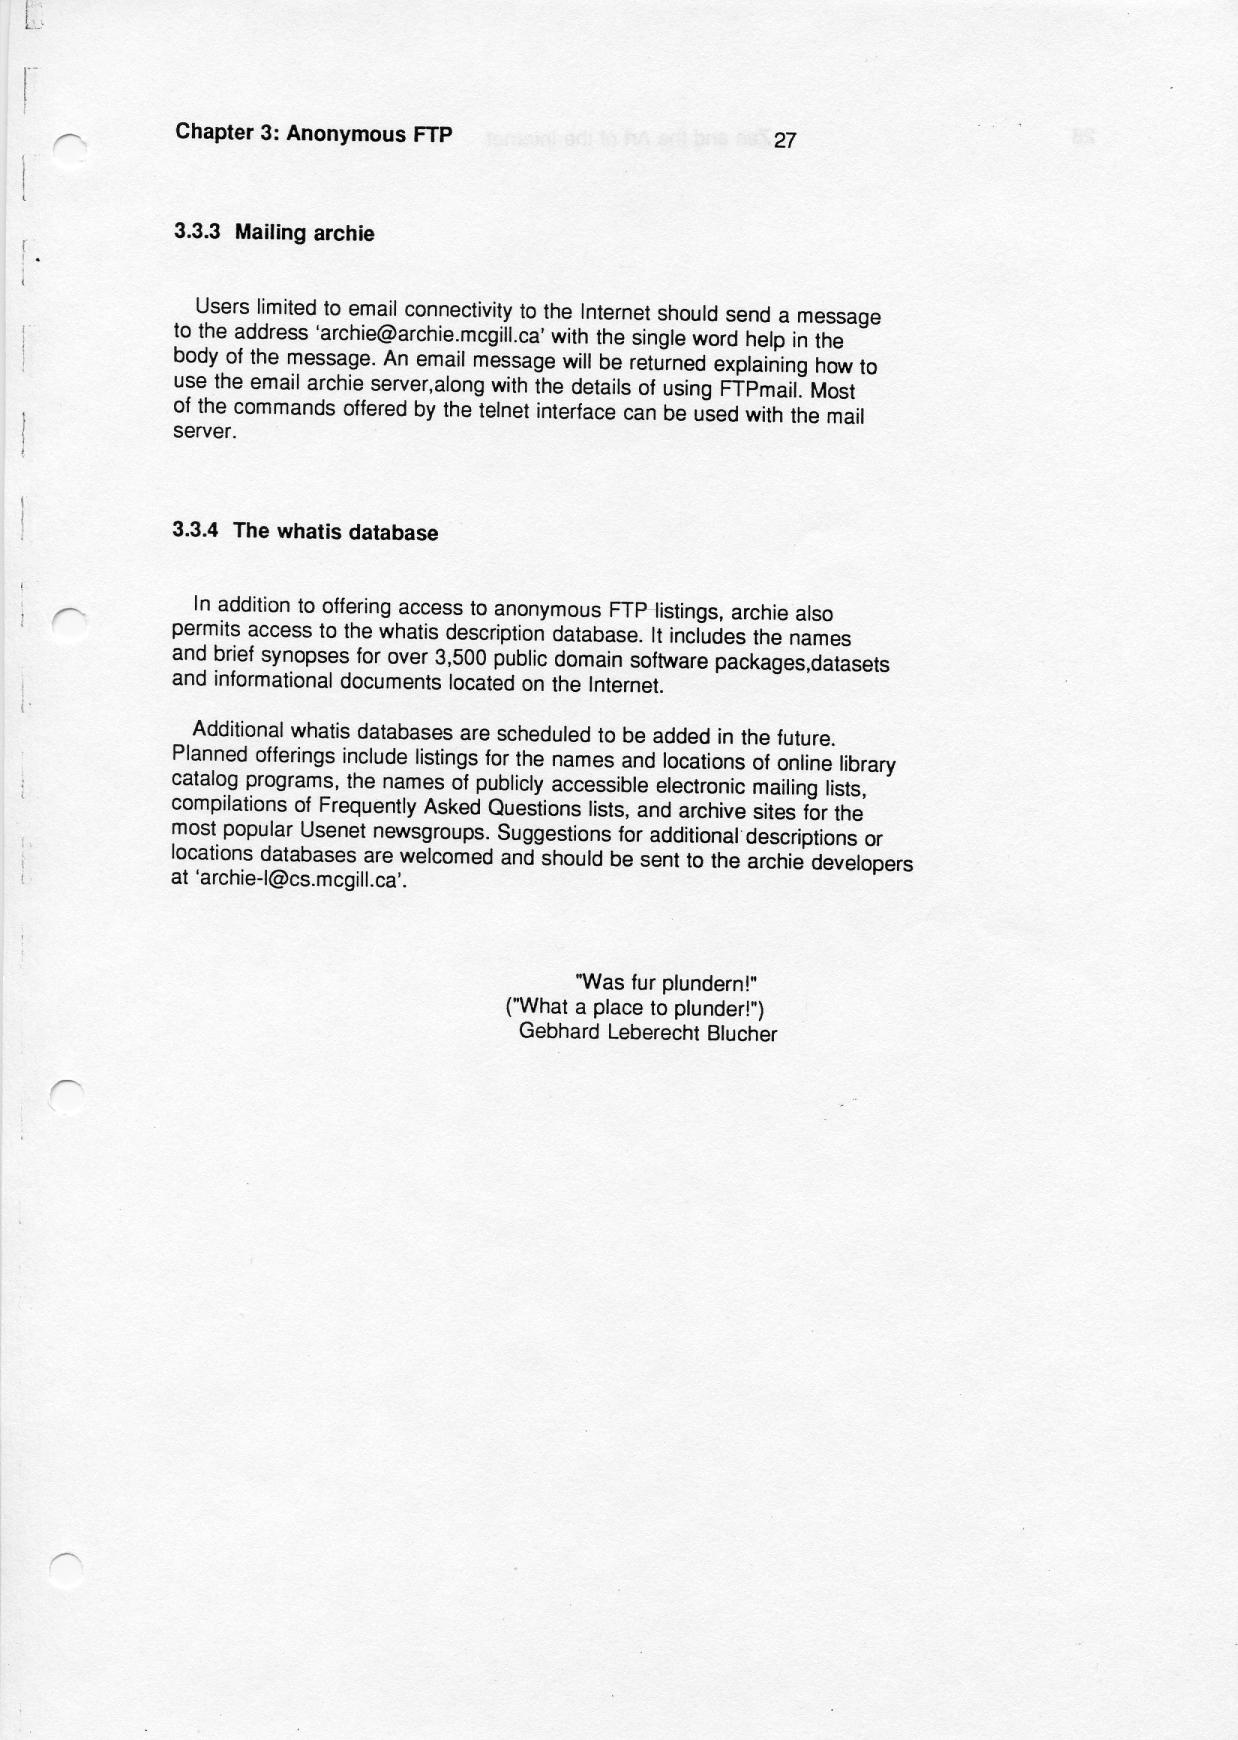 Chapter 3: Anonymous FTP 27
3.3.3 Mailing archie
Users limited to email connectivity to the Internet should send a message
to the address 'archie@archie.mcgill.ca' with the single word help in the
body of the message. An email message will be returned explaining how to
use the email archie server,along with the details of using FTPmail. Most
of the commands offered by the telnet interface can be used with the mail
server.
3.3.4 The whatis database
In addition to offering access to anonymous FTP listings, archie also
permits access to the whatis description database. It includes the names
and brief synopses for over 3,500 public domain software packages,datasets
and informational documents located on the Internet.
Additional whatis databases are scheduled to be added in the future.
Planned offerings include listings for the names and locations of online library
catalog programs, the names of publicly accessible electronic mailing lists,
compilations of Frequently Asked Questions lists, and archive sites for the
most popular Usenet newsgroups. Suggestions for additional descriptions or
locations databases are welcomed and should be sent to the archie developers
at 'archie-l@cs.mcgill.ca'.
"Was fur plundern!"
("What a place to plunder!")
Gebhard Leberecht Blucher